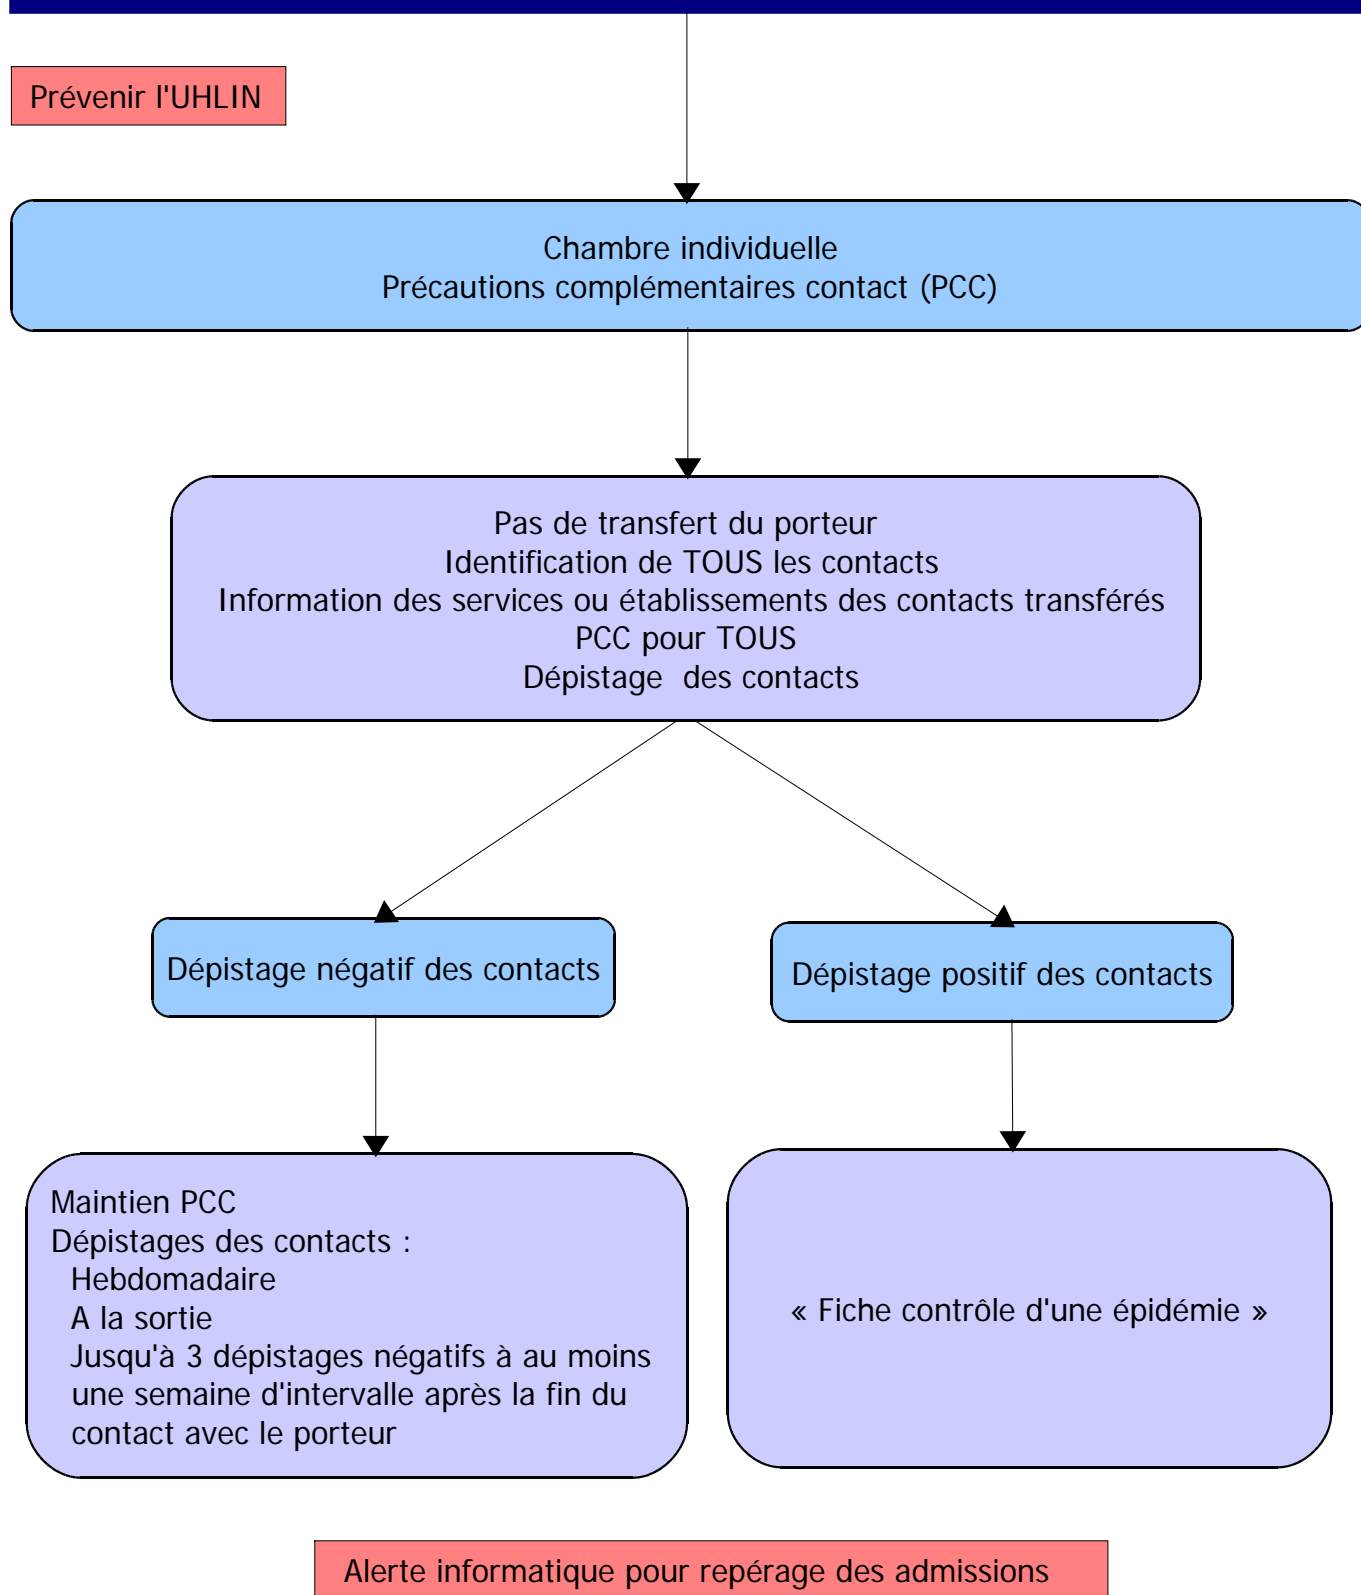 Prévenir l'UHLIN
Chambre individuelle
Précautions complémentaires contact (PCC)
Pas de transfert du porteur
Identification de TOUS les contacts
Information des services ou établissements des contacts transférés
PCC pour TOUS
Dépistage  des contacts
Dépistage négatif des contacts
Dépistage positif des contacts
Maintien PCC
Dépistages des contacts :
Hebdomadaire
A la sortie
Jusqu'à 3 dépistages négatifs à au moins
une semaine d'intervalle après la fin du
contact avec le porteur
« Fiche contrôle d'une épidémie »
Alerte informatique pour repérage des admissions